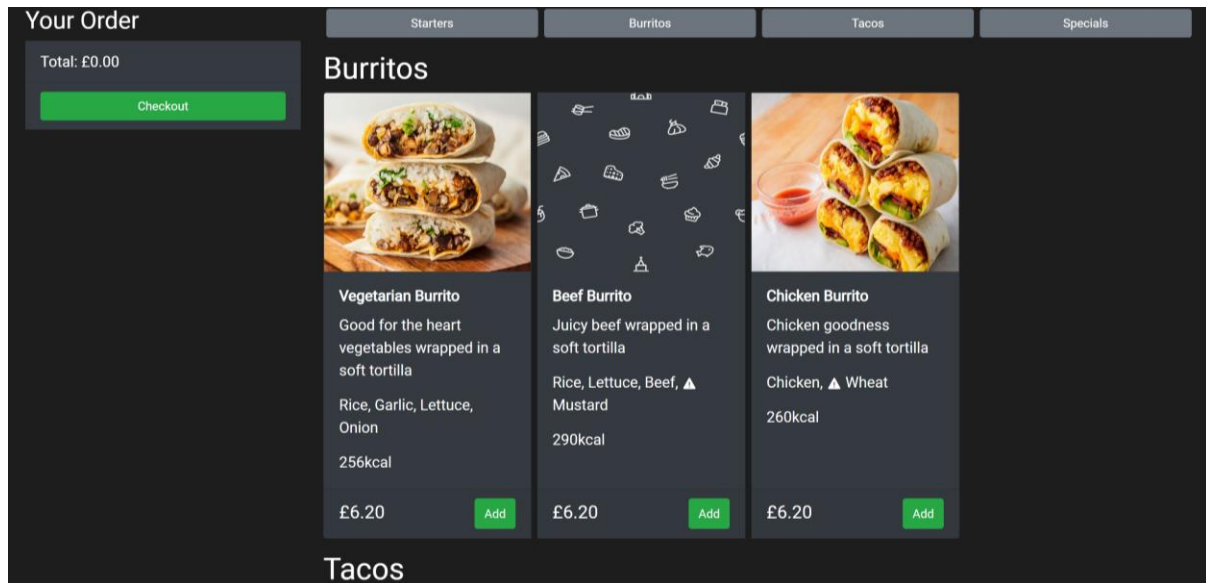 Your Order
Total: £0.00
Checkout
Starters
Burritos
Tacos
Specials
Burritos
Vegetarian Burrito
Good for the heart
vegetables wrapped in a
soft tortilla
Rice, Garlic, Lettuce,
Onion
256kcal
£6.20
Add
Beef Burrito
Juicy beef wrapped in a
soft tortilla
Rice, Lettuce, Beef, ⚠
Mustard
290kcal
£6.20
Add
Chicken Burrito
Chicken goodness
wrapped in a soft tortilla
Chicken, ⚠ Wheat
260kcal
£6.20
Add
Tacos